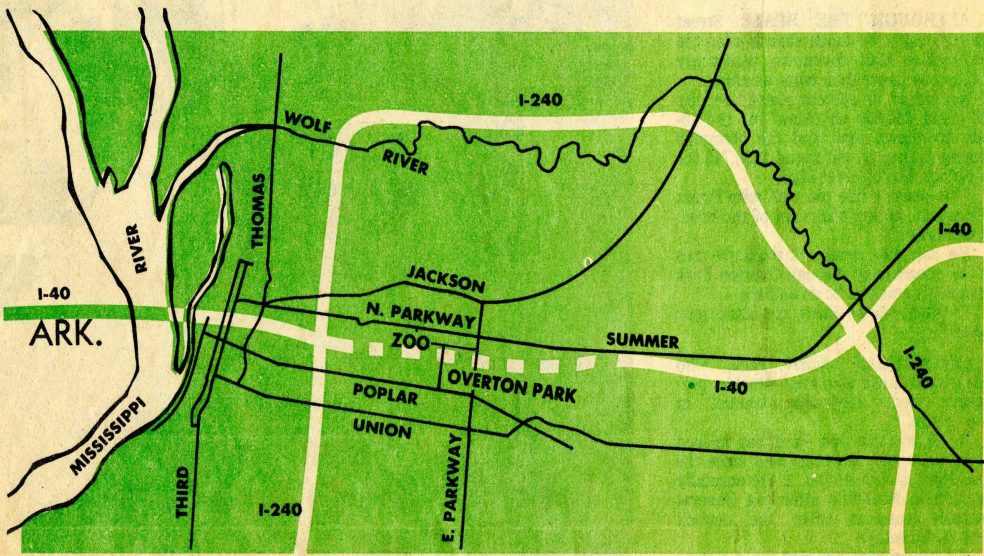 I-240
WOLF
RIVER
THOMAS
RIVER
I-40
JACKSON
I-40
ARK.
N. PARKWAY
ZOO
SUMMER
OVERTON PARK
I-40
I-240
POPLAR
UNION
MISSISSIPPI
THIRD
I-240
E. PARKWAY